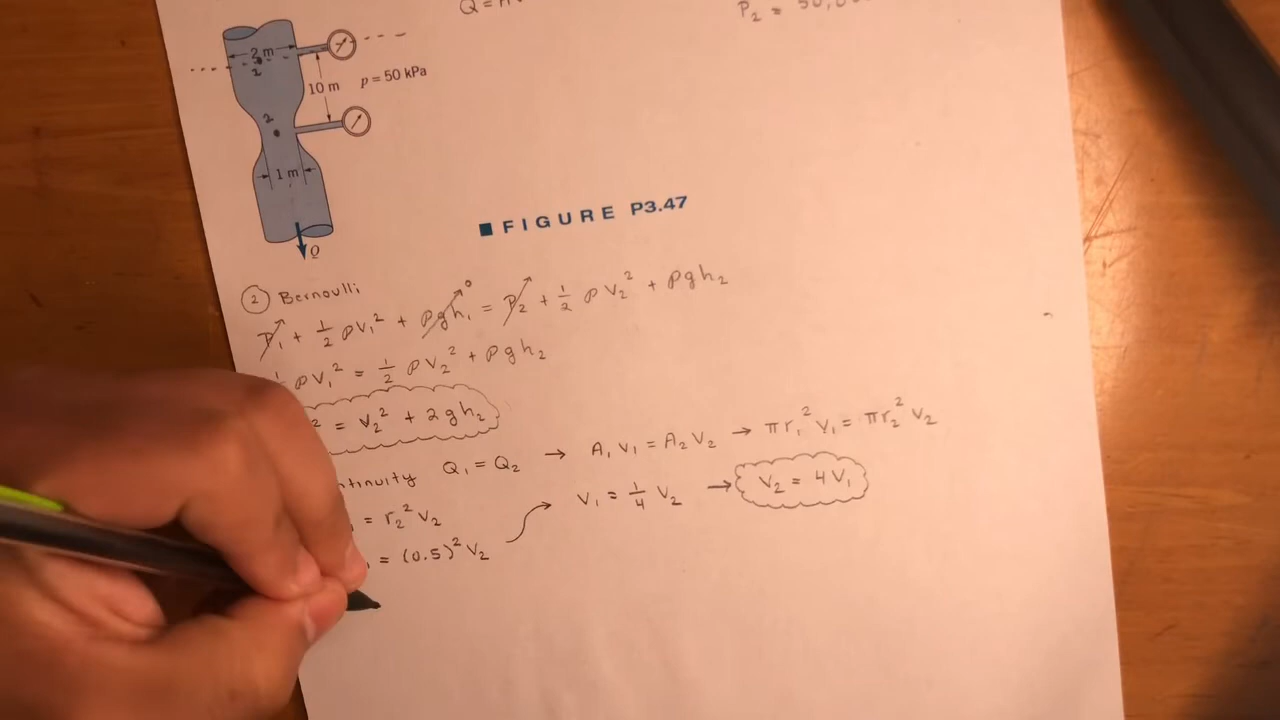 Q = A
P₂ = 50,00
2 m
2
10 m
p = 50 kPa
2
1 m
Q
■ FIGURE P3.47
② Bernoulli
P₁ + 1/2 ρV₁² + ρgh₁ ⁰ = P₂ + 1/2 ρV₂² + ρgh₂
ρV₁² = 1/2 ρV₂² + ρgh₂
² = V₂² + 2gh₂
ntinuity Q₁ = Q₂ → A₁V₁ = A₂V₂ → πr₁²V₁ = πr₂²V₂
₁ = r₂²V₂ V₁ = 1/4 V₂ → V₂ = 4V₁
₁ = (0.5)²V₂